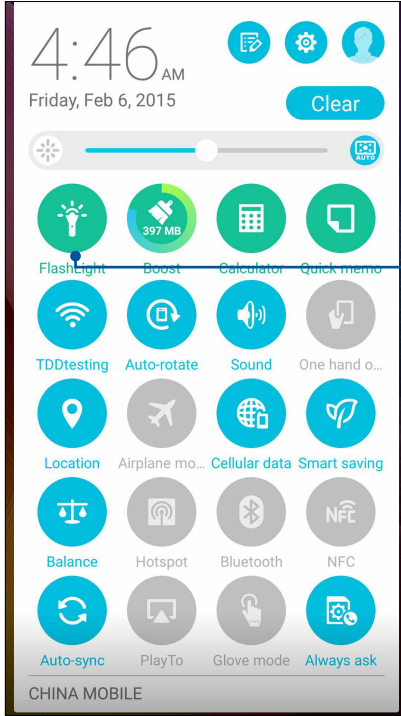 4:46 AM
Friday, Feb 6, 2015
Clear
AUTO
397 MB
FlashLight Boost Calculator Quick memo
TDDtesting Auto-rotate Sound One hand o...
Location Airplane mo... Cellular data Smart saving
NFC
Balance Hotspot Bluetooth NFC
Auto-sync PlayTo Glove mode Always ask
CHINA MOBILE